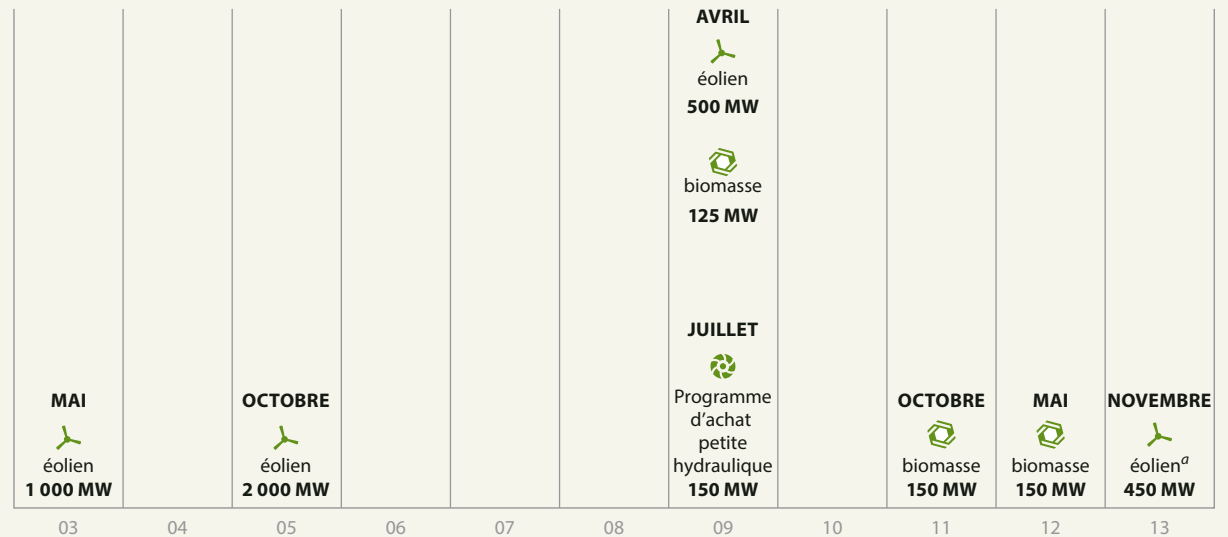 AVRIL
éolien
500 MW
biomasse
125 MW
JUILLET
Programme
d’achat
petite
hydraulique
150 MW
MAI
éolien
1 000 MW
OCTOBRE
éolien
2 000 MW
OCTOBRE
biomasse
150 MW
MAI
biomasse
150 MW
NOVEMBRE
éolienᵃ
450 MW
03 04 05 06 07 08 09 10 11 12 13